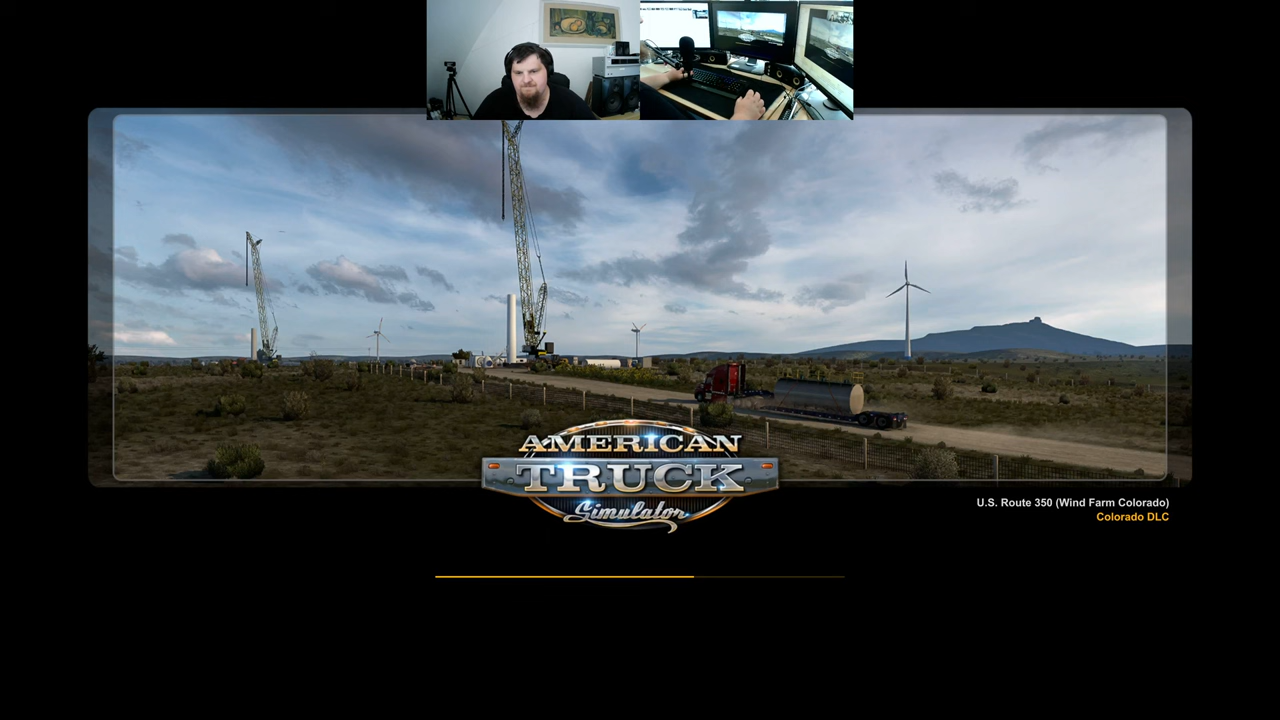 AMERICAN
TRUCK
Simulator
U.S. Route 350 (Wind Farm Colorado)
Colorado DLC